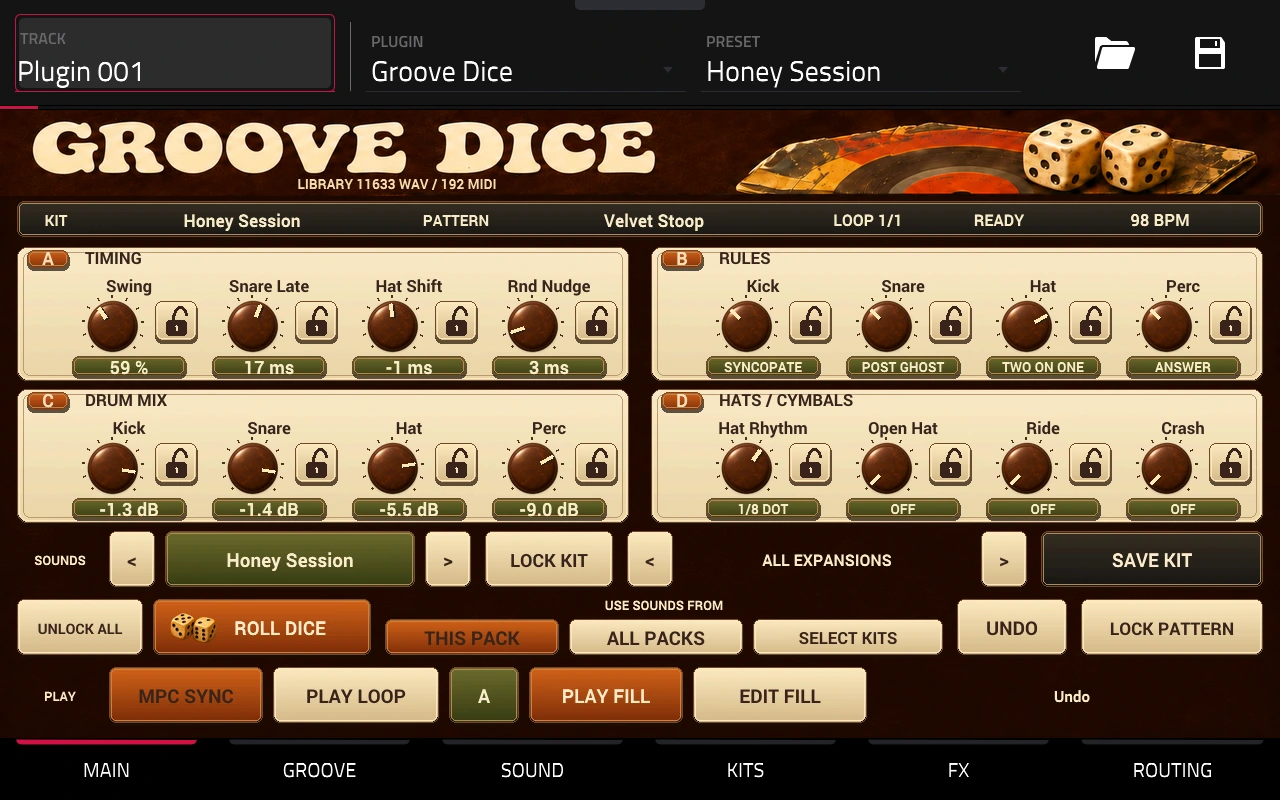 TRACK
Plugin 001
PLUGIN
Groove Dice
PRESET
Honey Session
GROOVE DICE
LIBRARY 11633 WAV / 192 MIDI
KIT Honey Session PATTERN Velvet Stoop LOOP 1/1 READY 98 BPM
A TIMING
Swing Snare Late Hat Shift Rnd Nudge
59 % 17 ms -1 ms 3 ms
B RULES
Kick Snare Hat Perc
SYNCOPATE POST GHOST TWO ON ONE ANSWER
C DRUM MIX
Kick Snare Hat Perc
-1.3 dB -1.4 dB -5.5 dB -9.0 dB
D HATS / CYMBALS
Hat Rhythm Open Hat Ride Crash
1/8 DOT OFF OFF OFF
SOUNDS < Honey Session > LOCK KIT < ALL EXPANSIONS > SAVE KIT
USE SOUNDS FROM
UNLOCK ALL ROLL DICE THIS PACK ALL PACKS SELECT KITS UNDO LOCK PATTERN
PLAY MPC SYNC PLAY LOOP A PLAY FILL EDIT FILL Undo
MAIN GROOVE SOUND KITS FX ROUTING